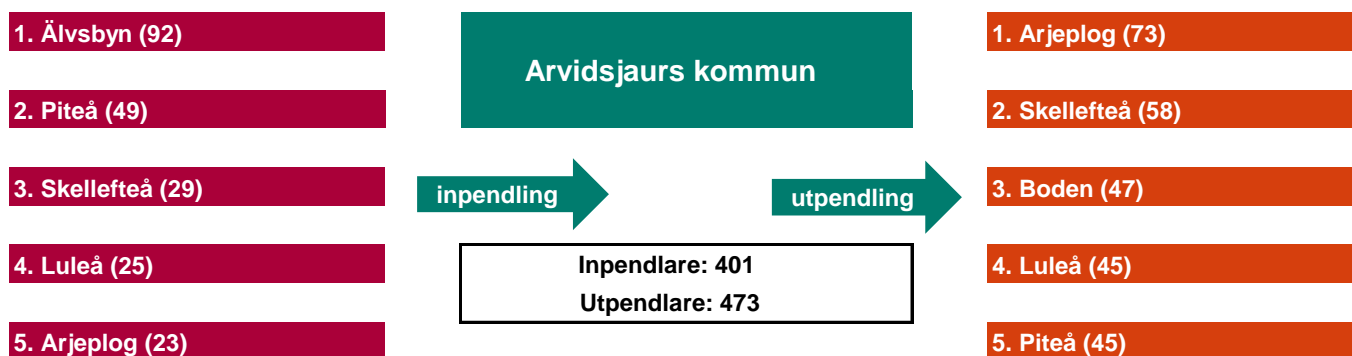 1. Älvsbyn (92)
2. Piteå (49)
3. Skellefteå (29)
4. Luleå (25)
5. Arjeplog (23)
Arvidsjaurs kommun
inpendling
utpendling
Inpendlare: 401
Utpendlare: 473
1. Arjeplog (73)
2. Skellefteå (58)
3. Boden (47)
4. Luleå (45)
5. Piteå (45)